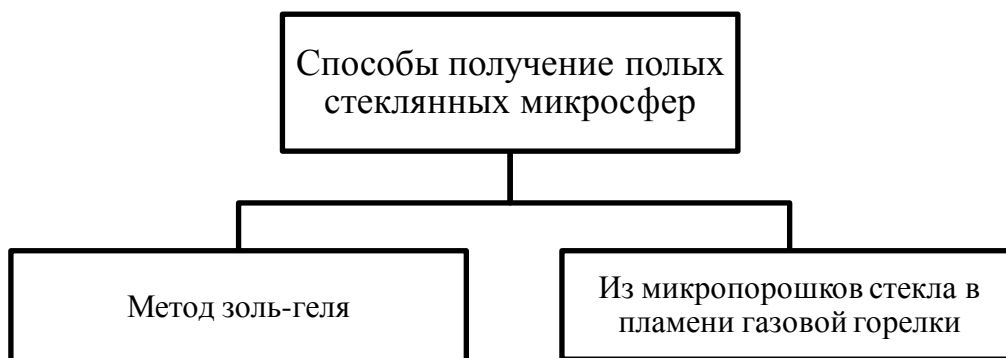 Способы получение полых
стеклянных микросфер
Метод золь-геля
Из микропорошков стекла в
пламени газовой горелки